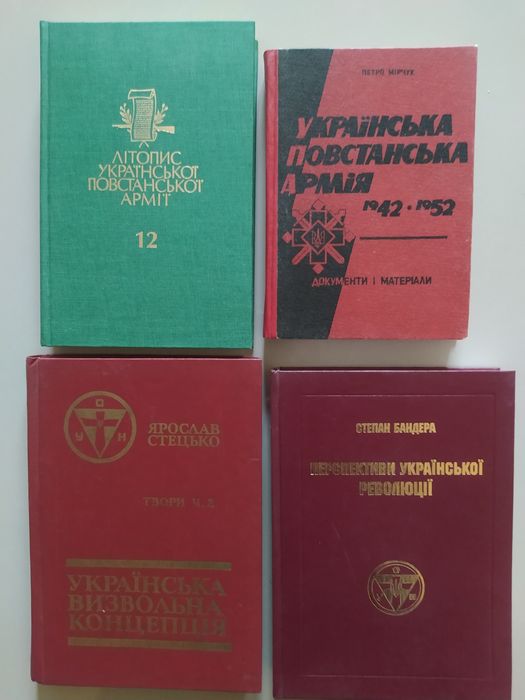 ЛІТОПИС
УКРАЇНСЬКОЇ
ПОВСТАНСЬКОЇ
АРМІЇ
12
ПЕТРО МІРЧУК
УКРАЇНСЬКА
ПОВСТАНСЬКА
АРМІЯ
1942 · 1952
ДОКУМЕНТИ І МАТЕРІАЛИ
О
У Н
ЯРОСЛАВ
СТЕЦЬКО
ТВОРИ Ч. 2
УКРАЇНСЬКА
ВИЗВОЛЬНА
КОНЦЕПЦІЯ
СТЕПАН БАНДЕРА
ПЕРСПЕКТИВИ УКРАЇНСЬКОЇ
РЕВОЛЮЦІЇ